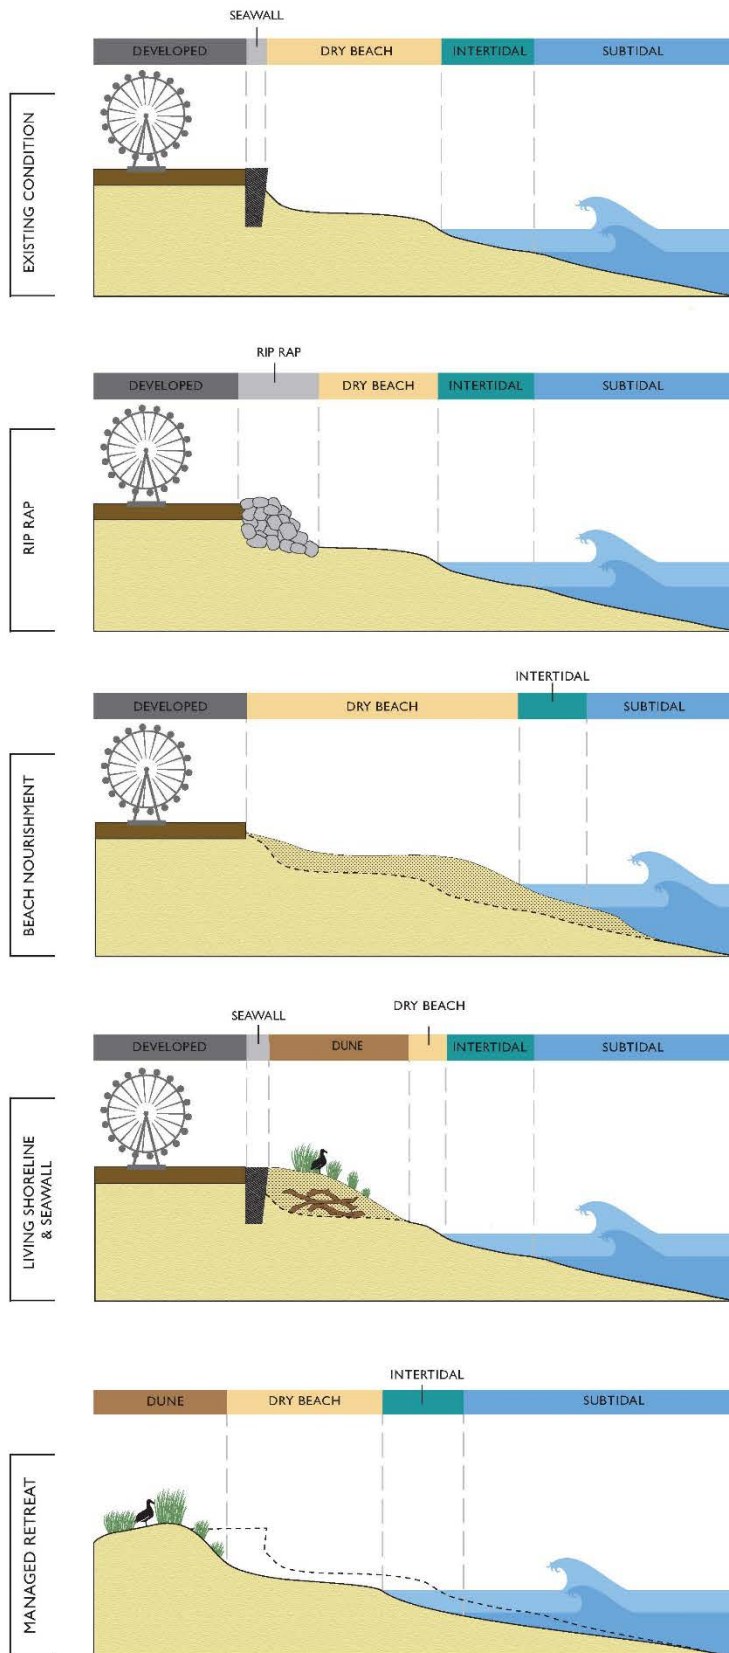 SEAWALL
DEVELOPED
DRY BEACH
INTERTIDAL
SUBTIDAL
EXISTING CONDITION
RIP RAP
DEVELOPED
DRY BEACH
INTERTIDAL
SUBTIDAL
RIP RAP
INTERTIDAL
DEVELOPED
DRY BEACH
SUBTIDAL
BEACH NOURISHMENT
DRY BEACH
SEAWALL
DEVELOPED
DUNE
INTERTIDAL
SUBTIDAL
LIVING SHORELINE
& SEAWALL
INTERTIDAL
DUNE
DRY BEACH
SUBTIDAL
MANAGED RETREAT